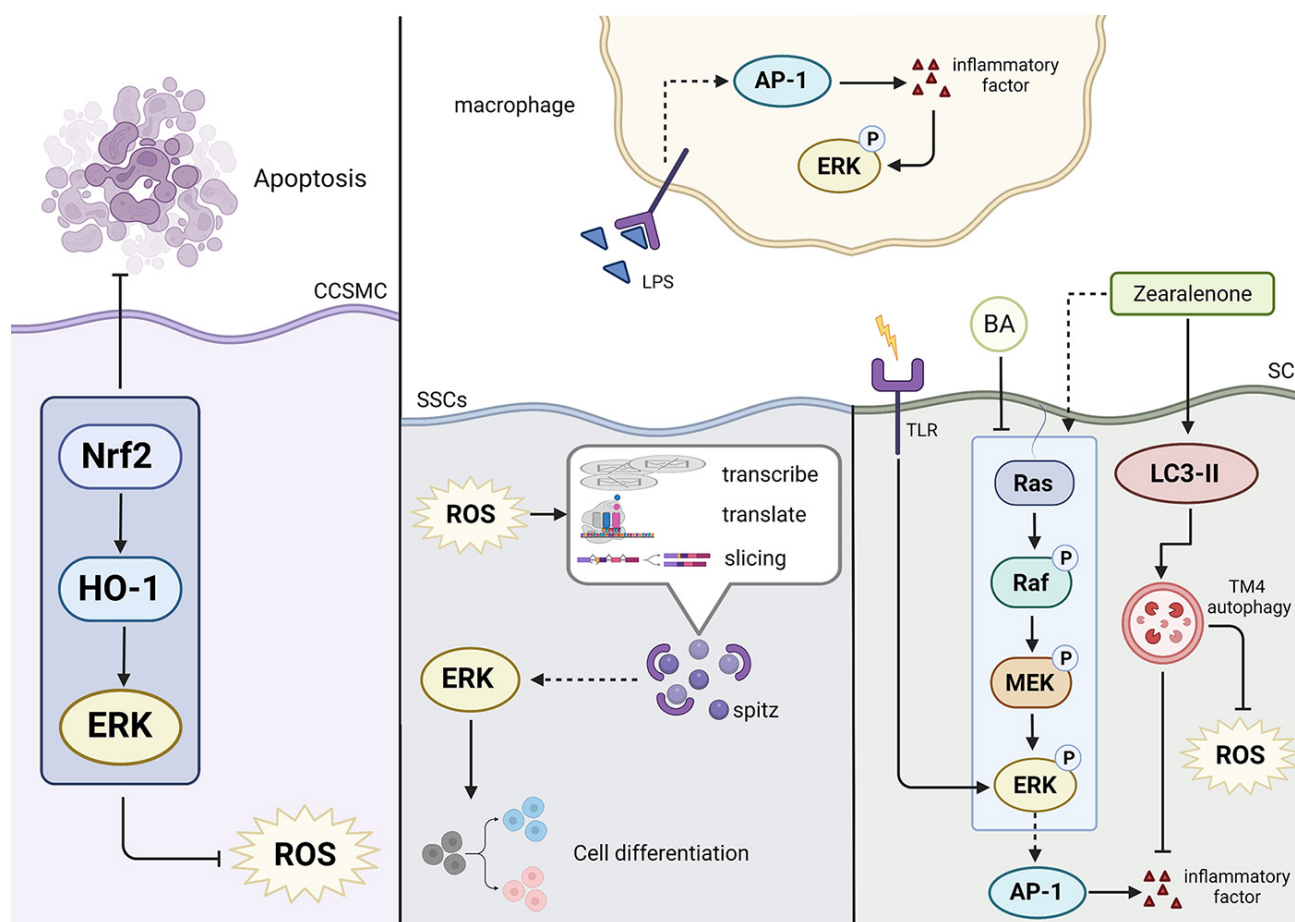 Apoptosis
CCSMC
Nrf2
HO-1
ERK
ROS
macrophage
AP-1
inflammatory
factor
P
ERK
LPS
SSCs
ROS
transcribe
translate
slicing
ERK
spitz
Cell differentiation
BA
Zearalenone
SC
TLR
Ras
LC3-II
P
Raf
TM4
autophagy
P
MEK
ROS
P
ERK
AP-1
inflammatory
factor